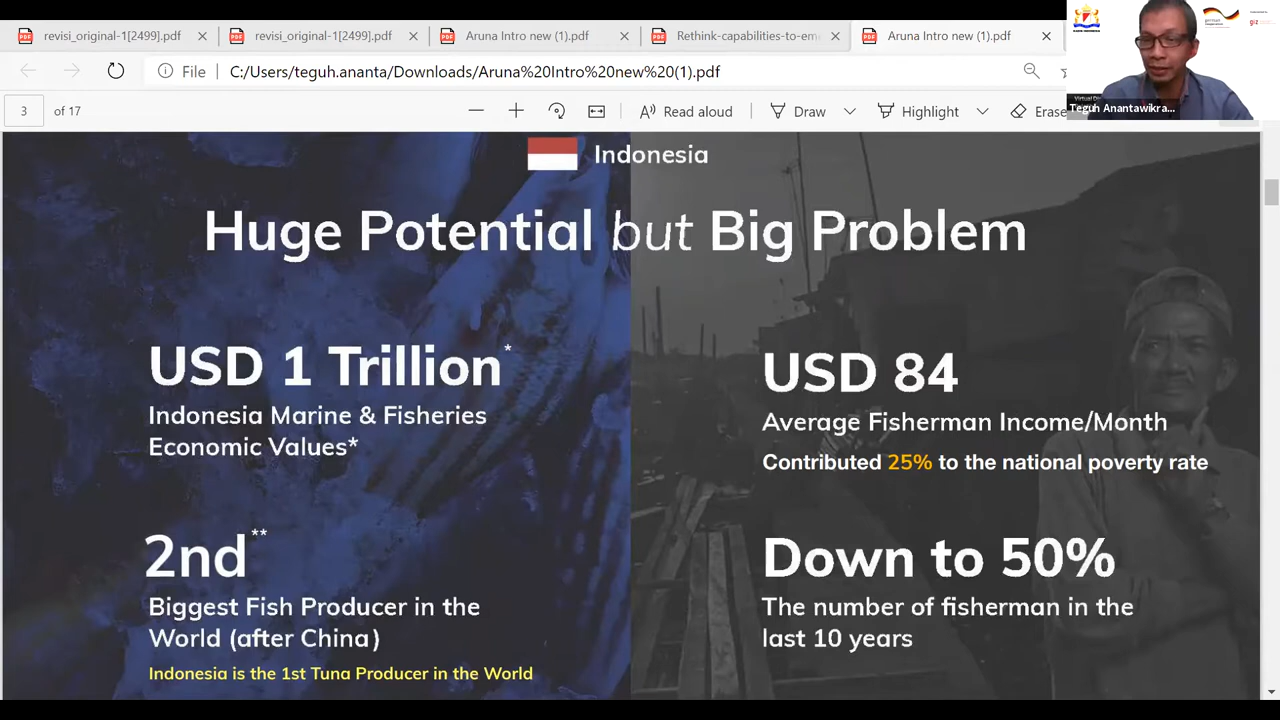 revisi_original-1[2499].pdf
revisi_original-1[2499].pdf
Aruna Intro new (1).pdf
Rethink-capabilities-to-eme
Aruna Intro new (1).pdf
File
C:/Users/teguh.ananta/Downloads/Aruna%20Intro%20new%20(1).pdf
3 of 17
Read aloud
Draw
Highlight
Erase
giz
Teguh Anantawikra...
Indonesia
Huge Potential but Big Problem
USD 1 Trillion*
Indonesia Marine & Fisheries
Economic Values*
2nd**
Biggest Fish Producer in the
World (after China)
Indonesia is the 1st Tuna Producer in the World
USD 84
Average Fisherman Income/Month
Contributed 25% to the national poverty rate
Down to 50%
The number of fisherman in the
last 10 years